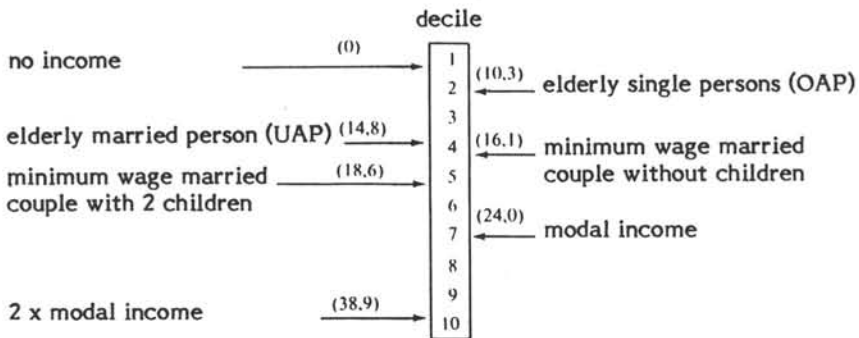 decile
(0)
no income
1
2
(10,3)
elderly single persons (OAP)
3
elderly married person (UAP)
(14,8)
4
(16,1)
minimum wage married
couple without children
minimum wage married
couple with 2 children
(18,6)
5
6
(24,0)
7
modal income
8
9
2 x modal income
(38,9)
10